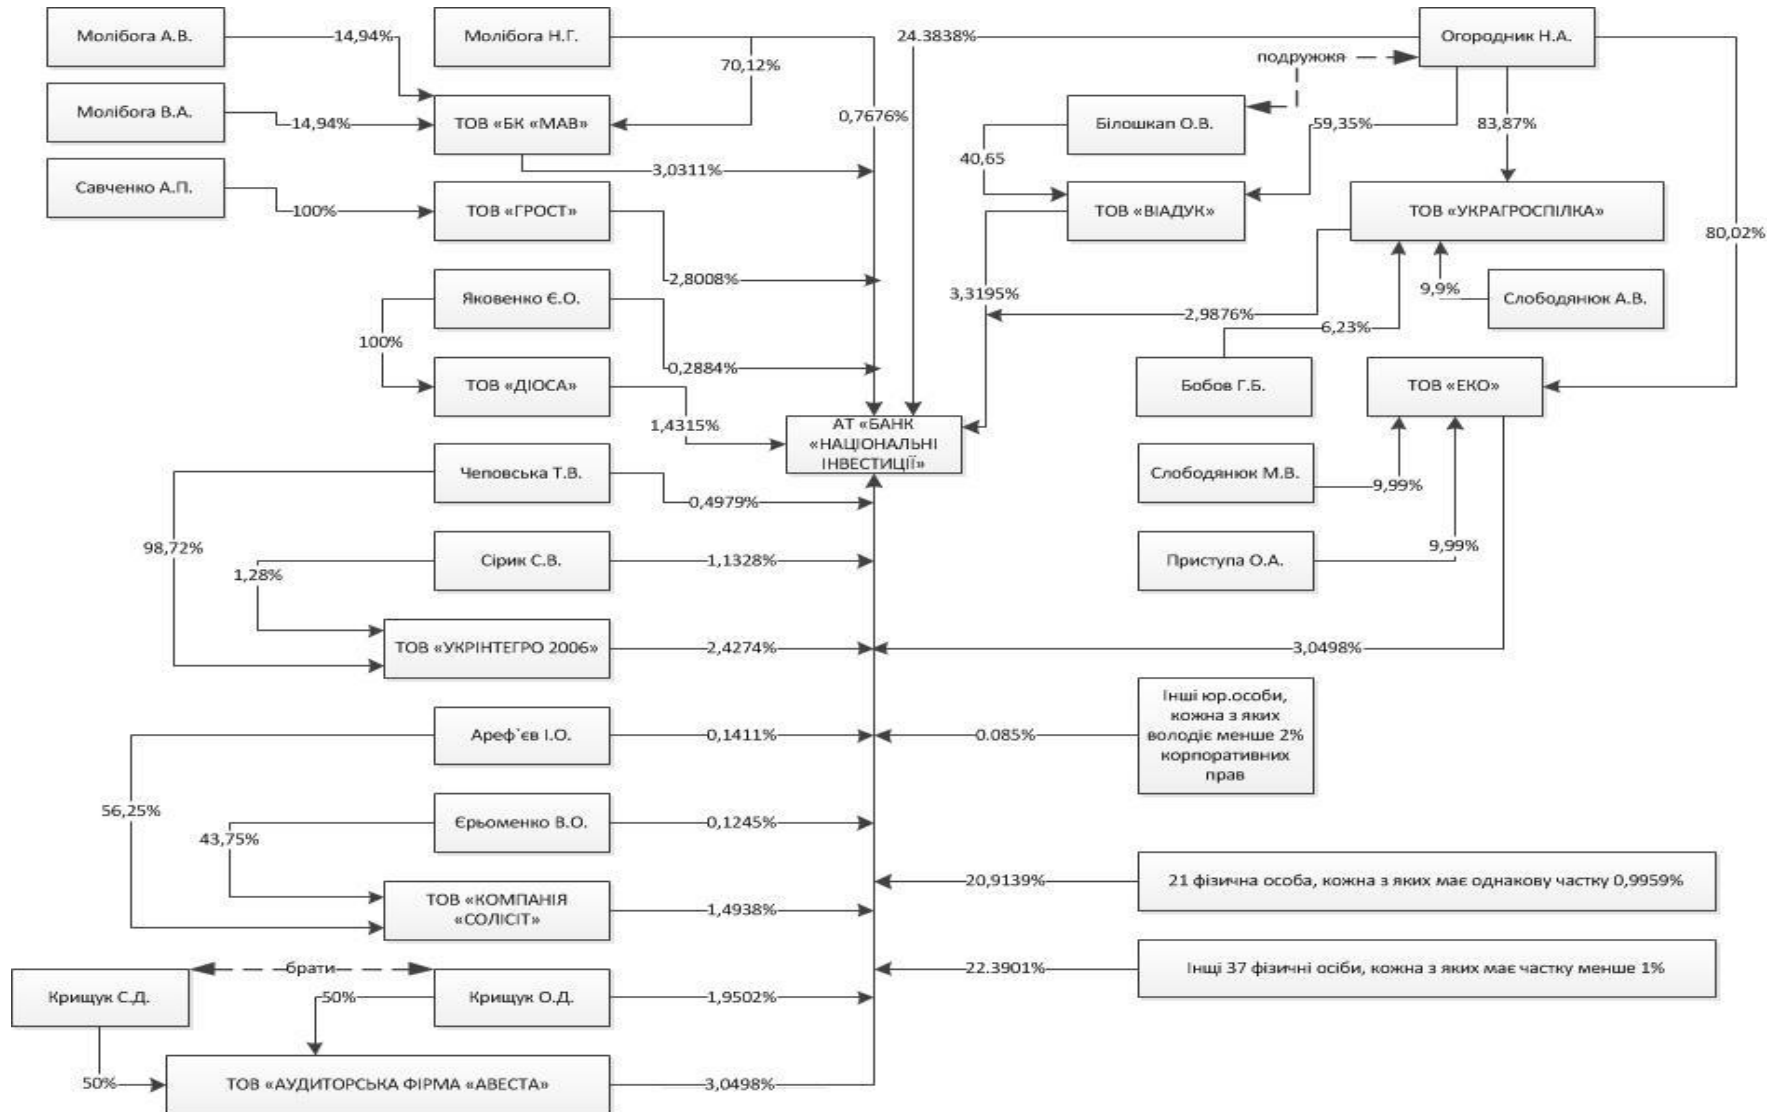 Молібога А.В.
14,94%
Молібога Н.Г.
24.3838%
Огородник Н.А.
70,12%
подружжя
Молібога В.А.
14,94%
ТОВ «БК «МАВ»
0,7676%
Білошкап О.В.
59,35%
83,87%
3,0311%
40,65
Савченко А.П.
100%
ТОВ «ГРОСТ»
ТОВ «ВІАДУК»
ТОВ «УКРАГРОСПІЛКА»
80,02%
2,8008%
3,3195%
9,9%
Слободянюк А.В.
Яковенко Є.О.
2,9876%
6,23%
100%
0,2884%
ТОВ «ДІОСА»
Бобов Г.Б.
ТОВ «ЕКО»
1,4315%
АТ «БАНК
«НАЦІОНАЛЬНІ
ІНВЕСТИЦІЇ»
Чеповська Т.В.
0,4979%
Слободянюк М.В.
9,99%
98,72%
9,99%
Сірик С.В.
1,1328%
Приступа О.А.
1,28%
ТОВ «УКРІНТЕГРО 2006»
2,4274%
3,0498%
Інші юр.особи,
кожна з яких
володіє менше 2%
корпоративних
прав
0.085%
Ареф`єв І.О.
0,1411%
56,25%
Єрьоменко В.О.
0,1245%
43,75%
20,9139%
21 фізична особа, кожна з яких має однакову частку 0,9959%
ТОВ «КОМПАНІЯ
«СОЛІСІТ»
1,4938%
брати
22.3901%
Інщі 37 фізичні осіби, кожна з яких має частку менше 1%
Крищук С.Д.
50%
Крищук О.Д.
1,9502%
50%
ТОВ «АУДИТОРСЬКА ФІРМА «АВЕСТА»
3,0498%